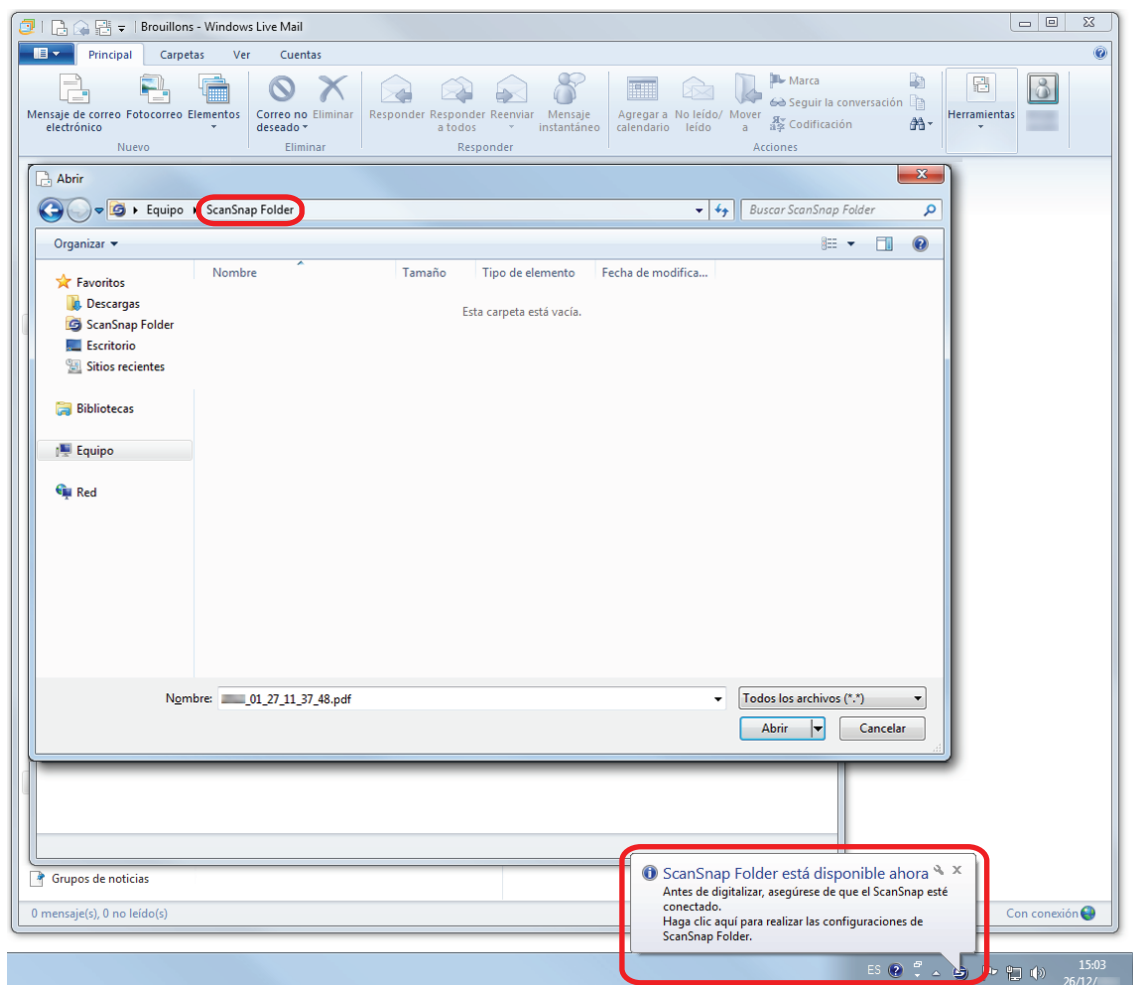 Brouillons - Windows Live Mail
Principal Carpetas Ver Cuentas
Mensaje de correo electrónico
Fotocorreo
Elementos
Correo no deseado
Eliminar
Responder
Responder a todos
Reenviar
Mensaje instantáneo
Agregar a calendario
No leído/ leído
Mover a
Marca
Seguir la conversación
Codificación
Herramientas
Nuevo Eliminar Responder Acciones
Abrir
Equipo ScanSnap Folder
Buscar ScanSnap Folder
Organizar
Nombre Tamaño Tipo de elemento Fecha de modifica...
Esta carpeta está vacía.
Favoritos
Descargas
ScanSnap Folder
Escritorio
Sitios recientes
Bibliotecas
Equipo
Red
Nombre: _01_27_11_37_48.pdf
Todos los archivos (*.*)
Abrir Cancelar
Grupos de noticias
0 mensaje(s), 0 no leído(s)
Con conexión
ScanSnap Folder está disponible ahora
Antes de digitalizar, asegúrese de que el ScanSnap esté
conectado.
Haga clic aquí para realizar las configuraciones de
ScanSnap Folder.
ES
15:03
26/12/